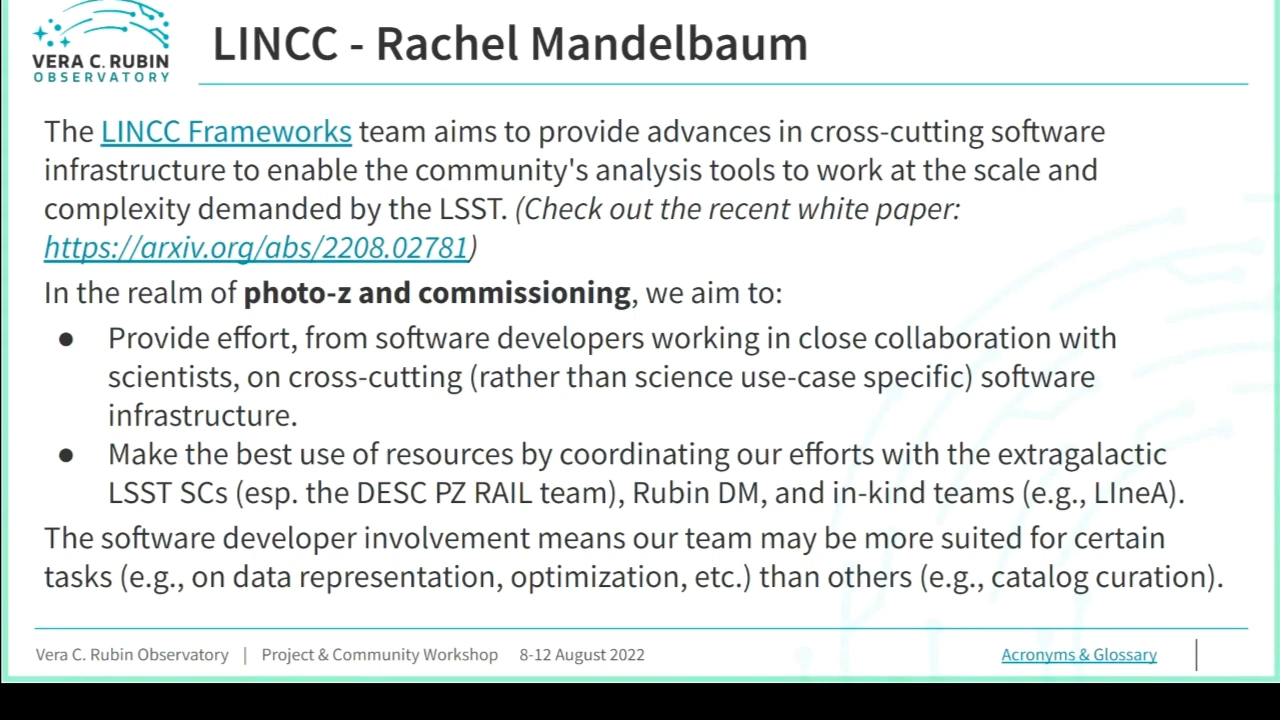 VERA C. RUBIN
OBSERVATORY
LINCC - Rachel Mandelbaum
The LINCC Frameworks team aims to provide advances in cross-cutting software
infrastructure to enable the community's analysis tools to work at the scale and
complexity demanded by the LSST. (Check out the recent white paper:
https://arxiv.org/abs/2208.02781)
In the realm of photo-z and commissioning, we aim to:
● Provide effort, from software developers working in close collaboration with
scientists, on cross-cutting (rather than science use-case specific) software
infrastructure.
● Make the best use of resources by coordinating our efforts with the extragalactic
LSST SCs (esp. the DESC PZ RAIL team), Rubin DM, and in-kind teams (e.g., LIneA).
The software developer involvement means our team may be more suited for certain
tasks (e.g., on data representation, optimization, etc.) than others (e.g., catalog curation).
Vera C. Rubin Observatory | Project & Community Workshop 8-12 August 2022 Acronyms & Glossary |